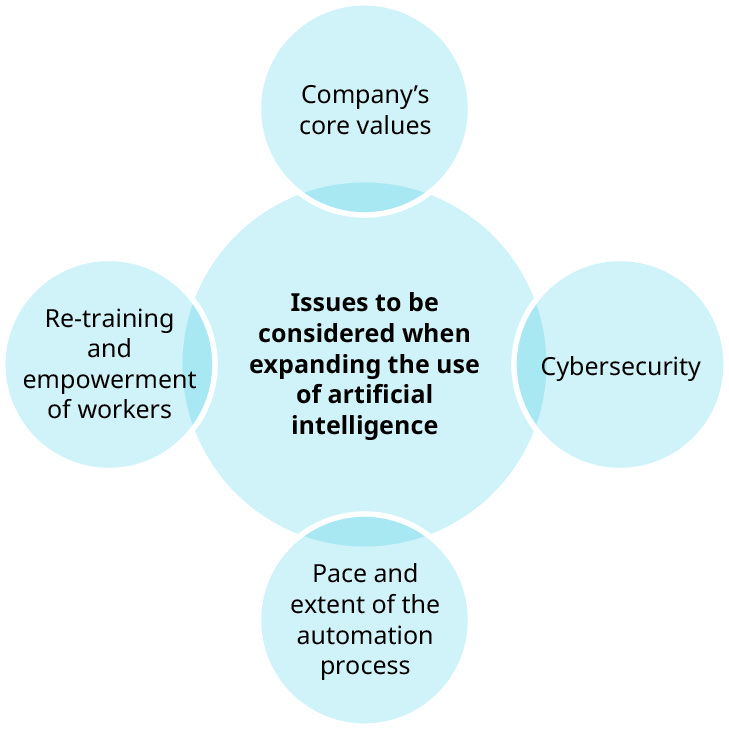 Company’s
core values
Issues to be
considered when
expanding the use
of artificial
intelligence
Re-training
and
empowerment
of workers
Cybersecurity
Pace and
extent of the
automation
process